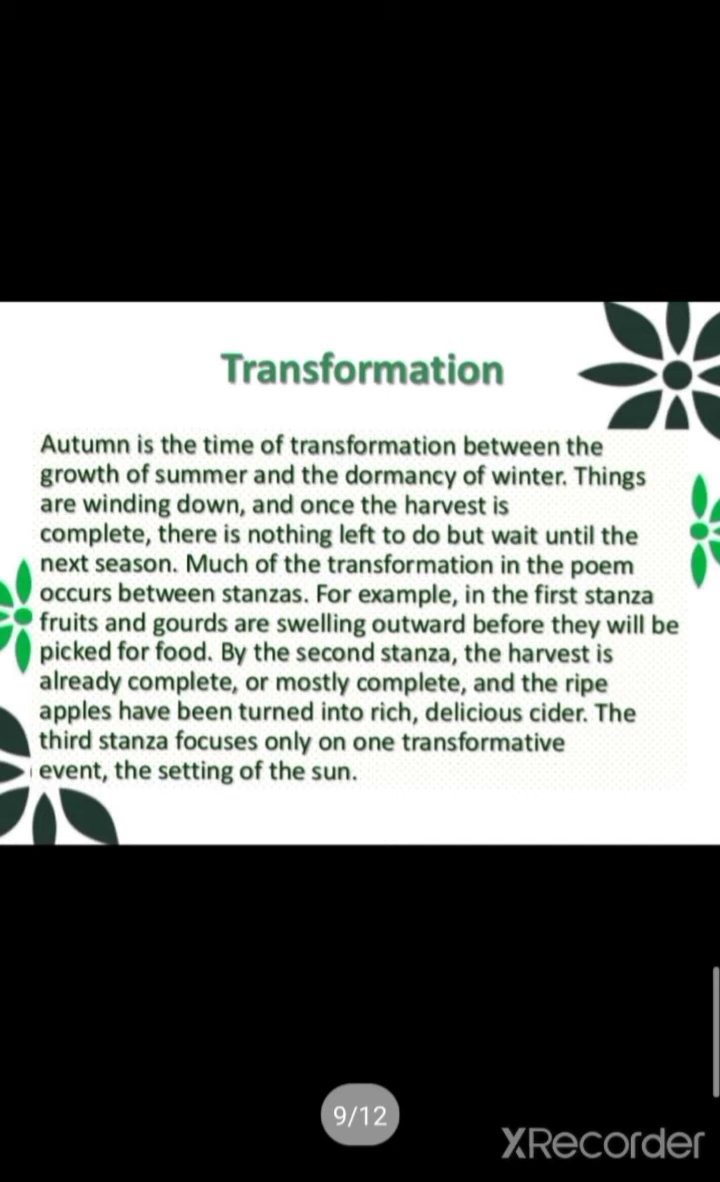 Transformation
Autumn is the time of transformation between the
growth of summer and the dormancy of winter. Things
are winding down, and once the harvest is
complete, there is nothing left to do but wait until the
next season. Much of the transformation in the poem
occurs between stanzas. For example, in the first stanza
fruits and gourds are swelling outward before they will be
picked for food. By the second stanza, the harvest is
already complete, or mostly complete, and the ripe
apples have been turned into rich, delicious cider. The
third stanza focuses only on one transformative
event, the setting of the sun.
9/12
XRecorder